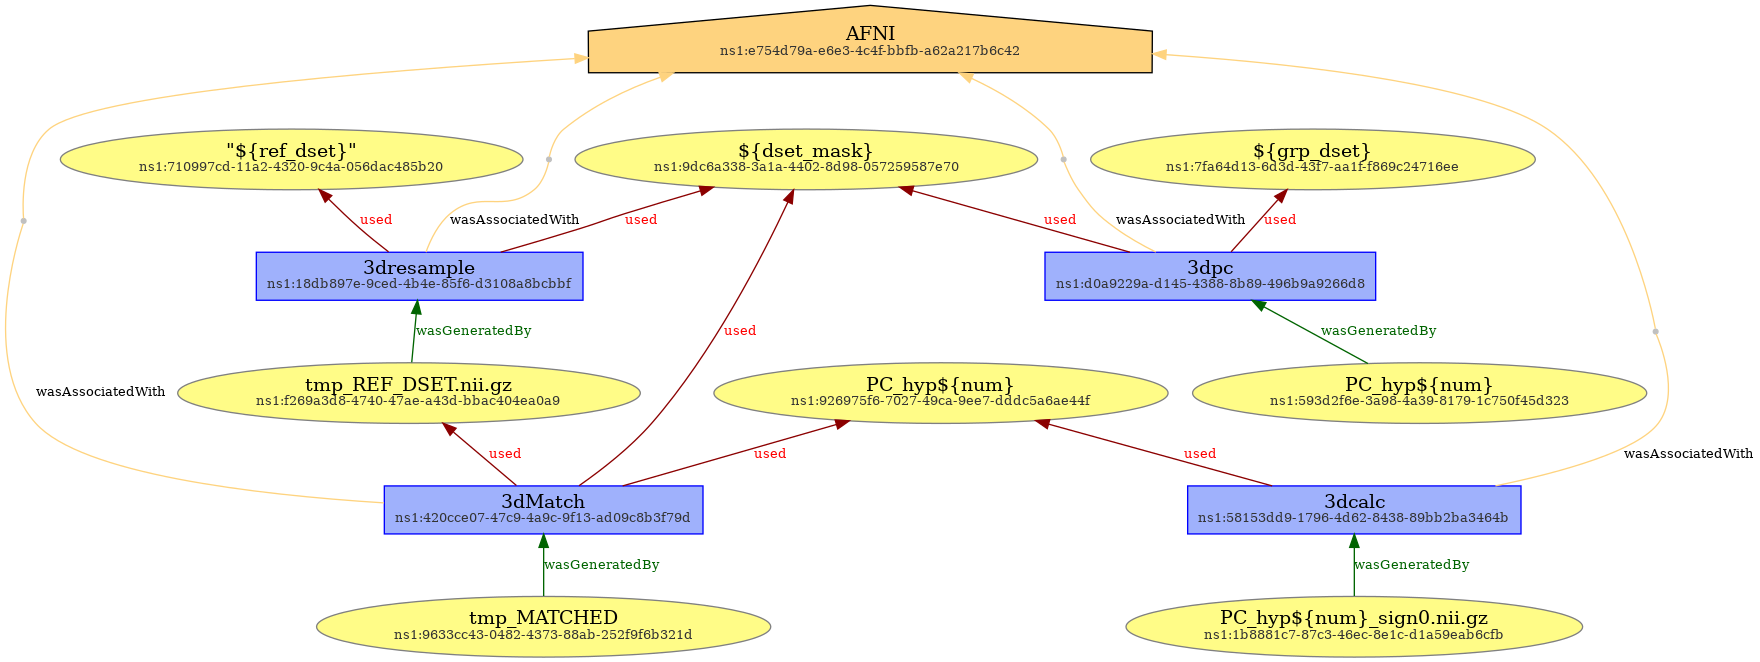 AFNI
ns1:e754d79a-e6e3-4c4f-bbfb-a62a217b6c42
"${ref_dset}"
ns1:710997cd-11a2-4320-9c4a-056dac485b20
${dset_mask}
ns1:9dc6a338-3a1a-4402-8d98-057259587e70
${grp_dset}
ns1:7fa64d13-6d3d-43f7-aa1f-f869c24716ee
used
wasAssociatedWith
used
used
wasAssociatedWith
used
3dresample
ns1:18db897e-9ced-4b4e-85f6-d3108a8bcbbf
3dpc
ns1:d0a9229a-d145-4388-8b89-496b9a9266d8
wasGeneratedBy
used
wasGeneratedBy
wasAssociatedWith
tmp_REF_DSET.nii.gz
ns1:f269a3d8-4740-47ae-a43d-bbac404ea0a9
PC_hyp${num}
ns1:926975f6-7027-49ca-9ee7-dddc5a6ae44f
PC_hyp${num}
ns1:593d2f6e-3a98-4a39-8179-1c750f45d323
used
used
used
wasAssociatedWith
3dMatch
ns1:420cce07-47c9-4a9c-9f13-ad09c8b3f79d
3dcalc
ns1:58153dd9-1796-4d62-8438-89bb2ba3464b
wasGeneratedBy
wasGeneratedBy
tmp_MATCHED
ns1:9633cc43-0482-4373-88ab-252f9f6b321d
PC_hyp${num}_sign0.nii.gz
ns1:1b8881c7-87c3-46ec-8e1c-d1a59eab6cfb